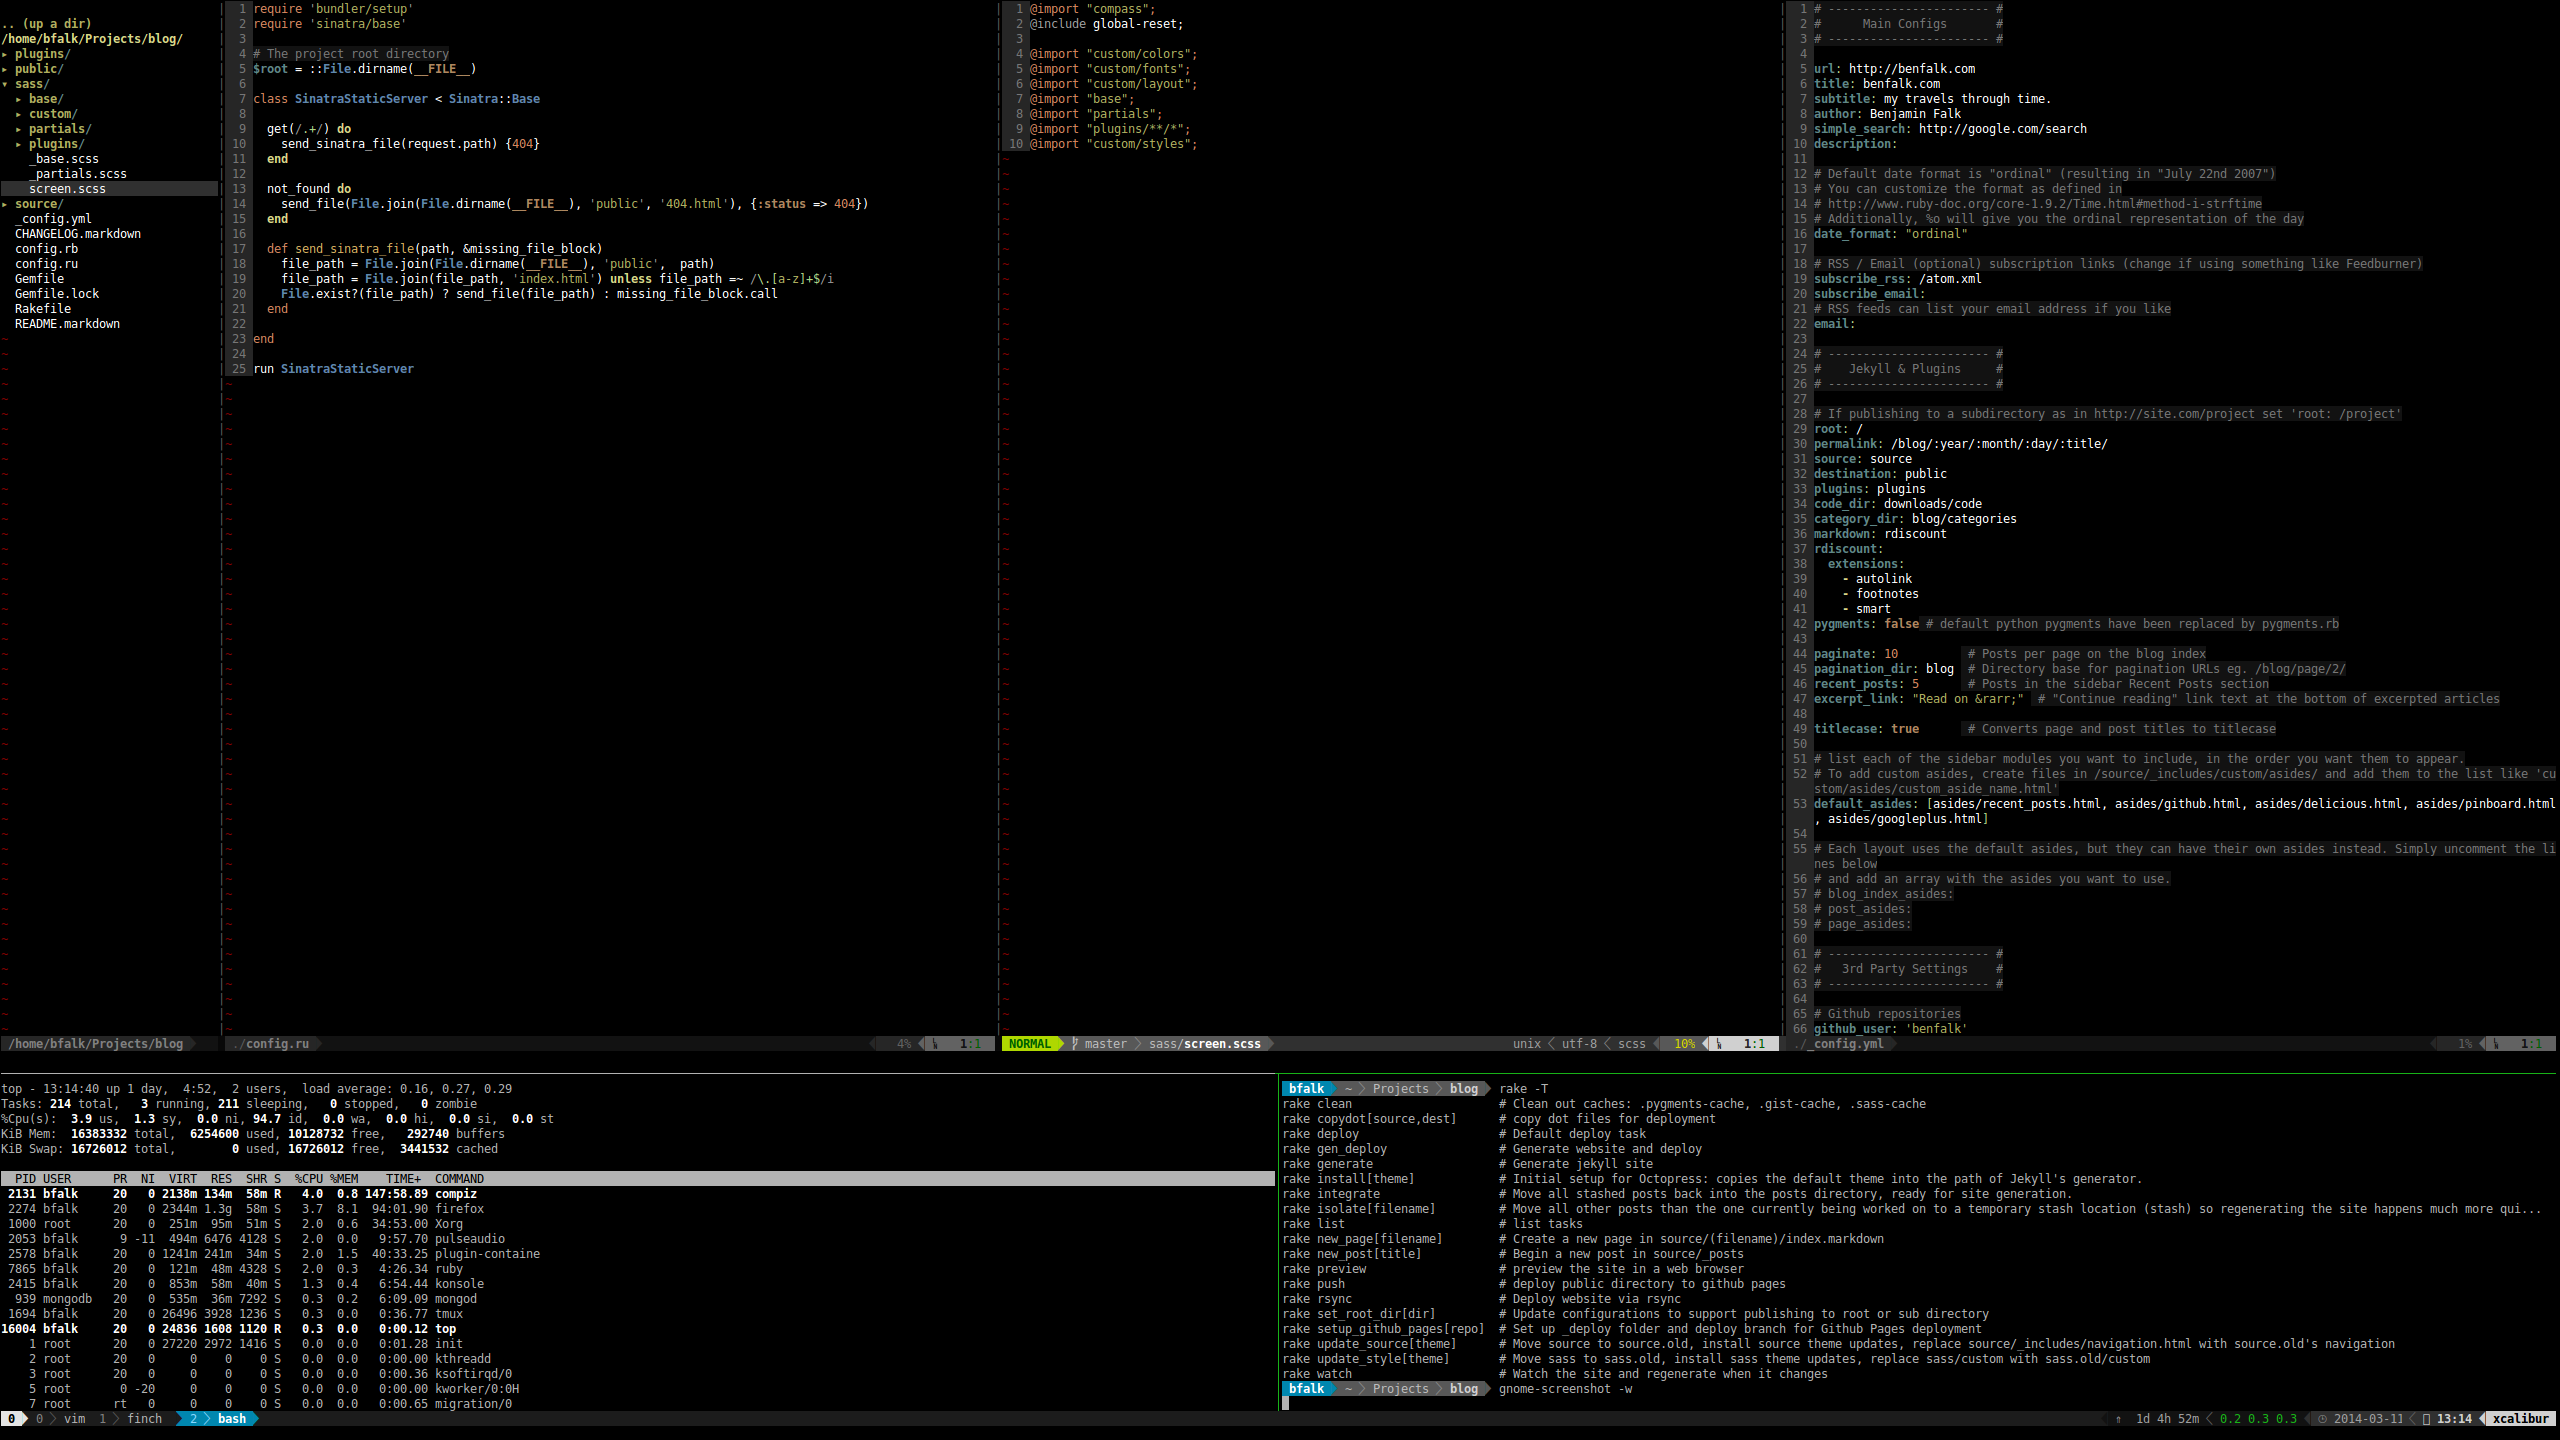 .. (up a dir)
/home/bfalk/Projects/blog/
▸ plugins/
▸ public/
▾ sass/
  ▸ base/
  ▸ custom/
  ▸ partials/
  ▸ plugins/
    _base.scss
    _partials.scss
    screen.scss
▸ source/
  _config.yml
  CHANGELOG.markdown
  config.rb
  config.ru
  Gemfile
  Gemfile.lock
  Rakefile
  README.markdown
/home/bfalk/Projects/blog
1 require 'bundler/setup'
2 require 'sinatra/base'
3
4 # The project root directory
5 $root = ::File.dirname(__FILE__)
6
7 class SinatraStaticServer < Sinatra::Base
8
9   get(/.+/) do
10     send_sinatra_file(request.path) {404}
11   end
12
13   not_found do
14     send_file(File.join(File.dirname(__FILE__), 'public', '404.html'), {:status => 404})
15   end
16
17   def send_sinatra_file(path, &missing_file_block)
18     file_path = File.join(File.dirname(__FILE__), 'public',  path)
19     file_path = File.join(file_path, 'index.html') unless file_path =~ /\.[a-z]+$/i
20     File.exist?(file_path) ? send_file(file_path) : missing_file_block.call
21   end
22
23 end
24
25 run SinatraStaticServer
./config.ru 4% 1:1
1 @import "compass";
2 @include global-reset;
3
4 @import "custom/colors";
5 @import "custom/fonts";
6 @import "custom/layout";
7 @import "base";
8 @import "partials";
9 @import "plugins/**/*";
10 @import "custom/styles";
NORMAL master sass/screen.scss unix utf-8 scss 10% 1:1
1 # ----------------------- #
2 #      Main Configs       #
3 # ----------------------- #
4
5 url: http://benfalk.com
6 title: benfalk.com
7 subtitle: my travels through time.
8 author: Benjamin Falk
9 simple_search: http://google.com/search
10 description:
11
12 # Default date format is "ordinal" (resulting in "July 22nd 2007")
13 # You can customize the format as defined in
14 # http://www.ruby-doc.org/core-1.9.2/Time.html#method-i-strftime
15 # Additionally, %o will give you the ordinal representation of the day
16 date_format: "ordinal"
17
18 # RSS / Email (optional) subscription links (change if using something like Feedburner)
19 subscribe_rss: /atom.xml
20 subscribe_email:
21 # RSS feeds can list your email address if you like
22 email:
23
24 # ----------------------- #
25 #    Jekyll & Plugins     #
26 # ----------------------- #
27
28 # If publishing to a subdirectory as in http://site.com/project set 'root: /project'
29 root: /
30 permalink: /blog/:year/:month/:day/:title/
31 source: source
32 destination: public
33 plugins: plugins
34 code_dir: downloads/code
35 category_dir: blog/categories
36 markdown: rdiscount
37 rdiscount:
38   extensions:
39     - autolink
40     - footnotes
41     - smart
42 pygments: false # default python pygments have been replaced by pygments.rb
43
44 paginate: 10          # Posts per page on the blog index
45 pagination_dir: blog  # Directory base for pagination URLs eg. /blog/page/2/
46 recent_posts: 5       # Posts in the sidebar Recent Posts section
47 excerpt_link: "Read on &rarr;"  # "Continue reading" link text at the bottom of excerpted articles
48
49 titlecase: true       # Converts page and post titles to titlecase
50
51 # list each of the sidebar modules you want to include, in the order you want them to appear.
52 # To add custom asides, create files in /source/_includes/custom/asides/ and add them to the list like 'cu
stom/asides/custom_aside_name.html'
53 default_asides: [asides/recent_posts.html, asides/github.html, asides/delicious.html, asides/pinboard.html
, asides/googleplus.html]
54
55 # Each layout uses the default asides, but they can have their own asides instead. Simply uncomment the li
nes below
56 # and add an array with the asides you want to use.
57 # blog_index_asides:
58 # post_asides:
59 # page_asides:
60
61 # ----------------------- #
62 #   3rd Party Settings    #
63 # ----------------------- #
64
65 # Github repositories
66 github_user: 'benfalk'
./_config.yml 1% 1:1
top - 13:14:40 up 1 day,  4:52,  2 users,  load average: 0.16, 0.27, 0.29
Tasks: 214 total,   3 running, 211 sleeping,   0 stopped,   0 zombie
%Cpu(s):  3.9 us,  1.3 sy,  0.0 ni, 94.7 id,  0.0 wa,  0.0 hi,  0.0 si,  0.0 st
KiB Mem:  16383332 total,  6254600 used, 10128732 free,   292740 buffers
KiB Swap: 16726012 total,        0 used, 16726012 free,  3441532 cached
PID USER      PR  NI  VIRT  RES  SHR S  %CPU %MEM    TIME+  COMMAND
2131 bfalk     20   0 2138m 134m  58m R   4.0  0.8 147:58.89 compiz
2274 bfalk     20   0 2344m 1.3g  58m S   3.7  8.1  94:01.90 firefox
1000 root      20   0  251m  95m  51m S   2.0  0.6  34:53.00 Xorg
2053 bfalk      9 -11  494m 6476 4128 S   2.0  0.0   9:57.70 pulseaudio
2578 bfalk     20   0 1241m 241m  34m S   2.0  1.5  40:33.25 plugin-containe
7865 bfalk     20   0  121m  48m 4328 S   2.0  0.3   4:26.34 ruby
2415 bfalk     20   0  853m  58m  40m S   1.3  0.4   6:54.44 konsole
939 mongodb   20   0  535m  36m 7292 S   0.3  0.2   6:09.09 mongod
1694 bfalk     20   0 26496 3928 1236 S   0.3  0.0   0:36.77 tmux
16004 bfalk     20   0 24836 1608 1120 R   0.3  0.0   0:00.12 top
1 root      20   0 27220 2972 1416 S   0.0  0.0   0:01.28 init
2 root      20   0     0    0    0 S   0.0  0.0   0:00.00 kthreadd
3 root      20   0     0    0    0 S   0.0  0.0   0:00.36 ksoftirqd/0
5 root       0 -20     0    0    0 S   0.0  0.0   0:00.00 kworker/0:0H
7 root      rt   0     0    0    0 S   0.0  0.0   0:00.65 migration/0
bfalk ~ Projects blog rake -T
rake clean                     # Clean out caches: .pygments-cache, .gist-cache, .sass-cache
rake copydot[source,dest]      # copy dot files for deployment
rake deploy                    # Default deploy task
rake gen_deploy                # Generate website and deploy
rake generate                  # Generate jekyll site
rake install[theme]            # Initial setup for Octopress: copies the default theme into the path of Jekyll's generator.
rake integrate                 # Move all stashed posts back into the posts directory, ready for site generation.
rake isolate[filename]         # Move all other posts than the one currently being worked on to a temporary stash location (stash) so regenerating the site happens much more qui...
rake list                      # list tasks
rake new_page[filename]        # Create a new page in source/(filename)/index.markdown
rake new_post[title]           # Begin a new post in source/_posts
rake preview                   # preview the site in a web browser
rake push                      # deploy public directory to github pages
rake rsync                     # Deploy website via rsync
rake set_root_dir[dir]         # Update configurations to support publishing to root or sub directory
rake setup_github_pages[repo]  # Set up _deploy folder and deploy branch for Github Pages deployment
rake update_source[theme]      # Move source to source.old, install source theme updates, replace source/_includes/navigation.html with source.old's navigation
rake update_style[theme]       # Move sass to sass.old, install sass theme updates, replace sass/custom with sass.old/custom
rake watch                     # Watch the site and regenerate when it changes
bfalk ~ Projects blog gnome-screenshot -w
0 0 vim 1 finch 2 bash ⇑ 1d 4h 52m 0.2 0.3 0.3 2014-03-11 13:14 xcalibur